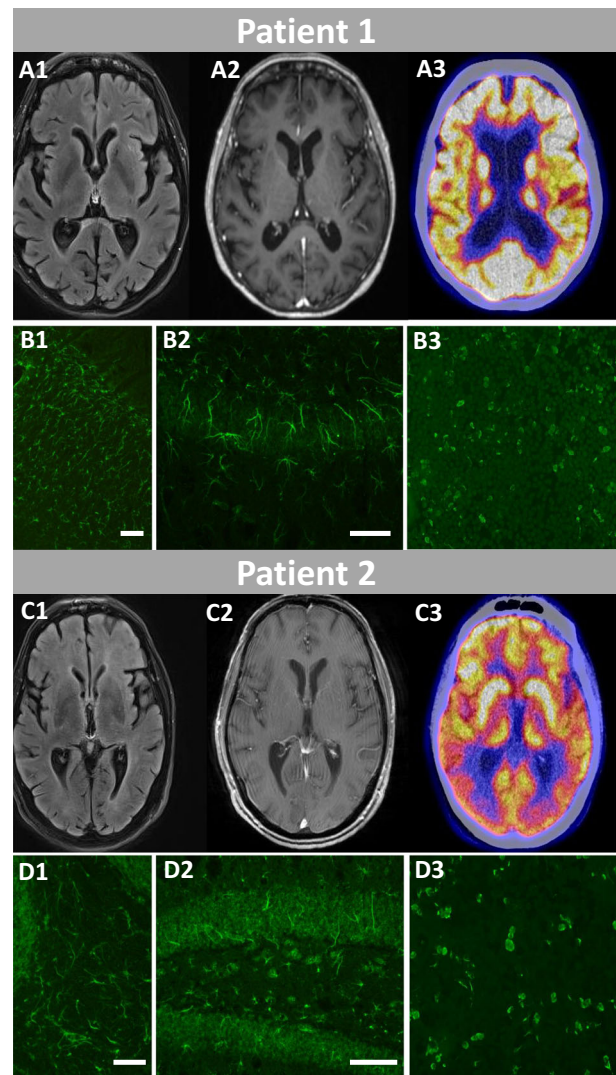 Patient 1
A1 A2 A3
B1 B2 B3
Patient 2
C1 C2 C3
D1 D2 D3